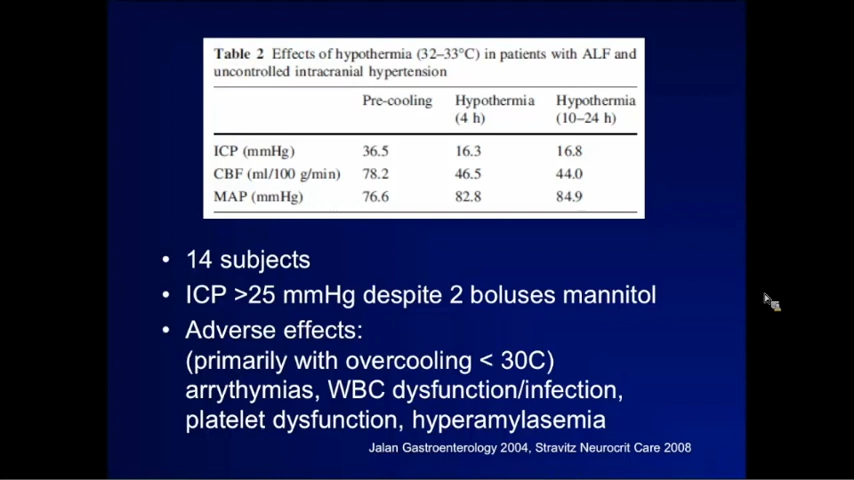 Table 2 Effects of hypothermia (32–33°C) in patients with ALF and
uncontrolled intracranial hypertension
Pre-cooling Hypothermia (4 h) Hypothermia (10–24 h)
ICP (mmHg) 36.5 16.3 16.8
CBF (ml/100 g/min) 78.2 46.5 44.0
MAP (mmHg) 76.6 82.8 84.9
• 14 subjects
• ICP >25 mmHg despite 2 boluses mannitol
• Adverse effects:
(primarily with overcooling < 30C)
arrythymias, WBC dysfunction/infection,
platelet dysfunction, hyperamylasemia
Jalan Gastroenterology 2004, Stravitz Neurocrit Care 2008